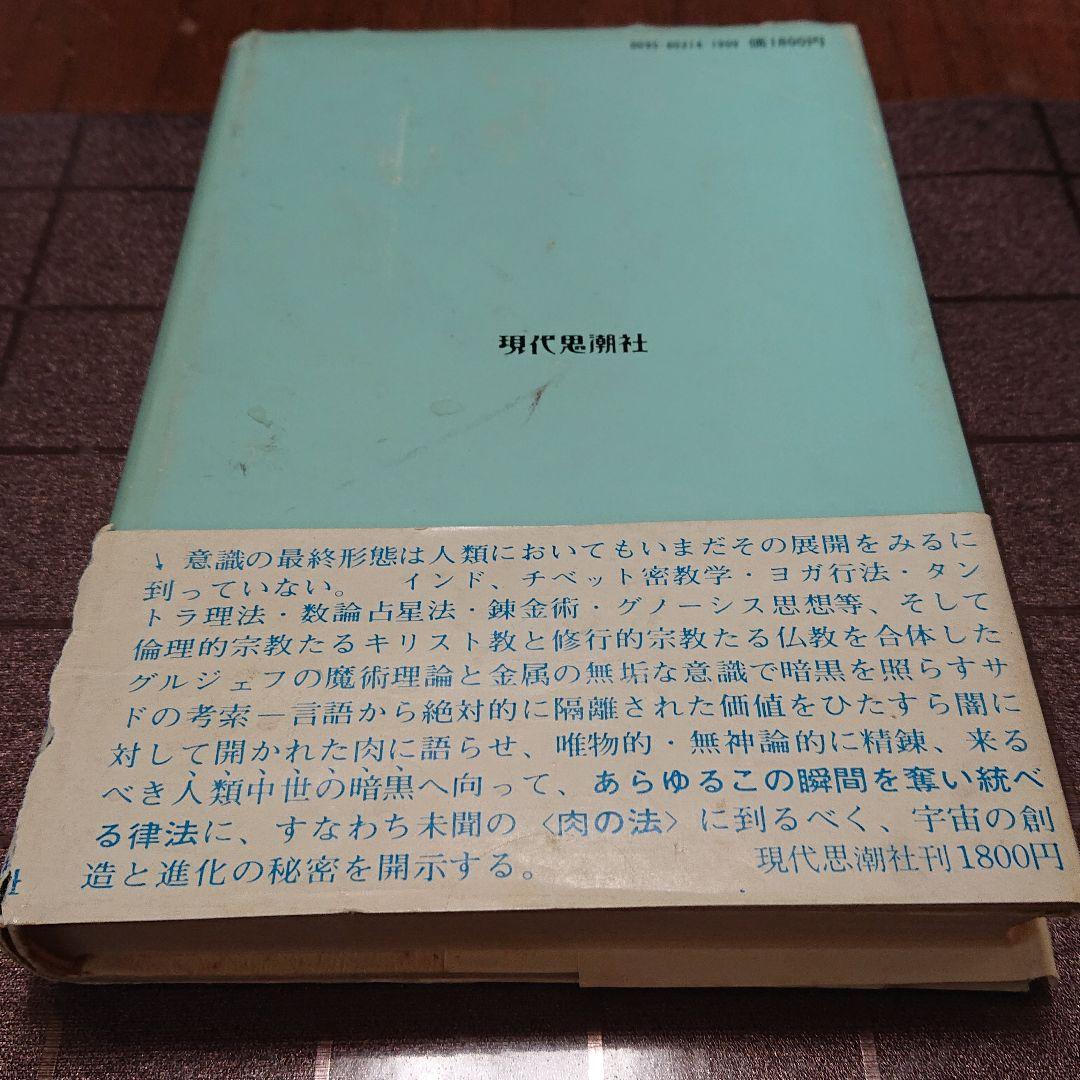 0095-60314-1909 価1800円
現代思潮社
意識の最終形態は人類においてもいまだその展開をみるに
到っていない。　インド、チベット密教学・ヨガ行法・タン
トラ理法・数論占星法・錬金術・グノーシス思想等、そして
倫理的宗教たるキリスト教と修行的宗教たる仏教を合体した
グルジェフの魔術理論と金属の無垢な意識で暗黒を照らすサ
ドの考索—言語から絶対的に隔離された価値をひたすら闇に
対して開かれた肉に語らせ、唯物的・無神論的に精錬、来る
べき人類中世の暗黒へ向って、あらゆるこの瞬間を奪い統べ
る律法に、すなわち未聞の〈肉の法〉に到るべく、宇宙の創
造と進化の秘密を開示する。　現代思潮社刊1800円
社